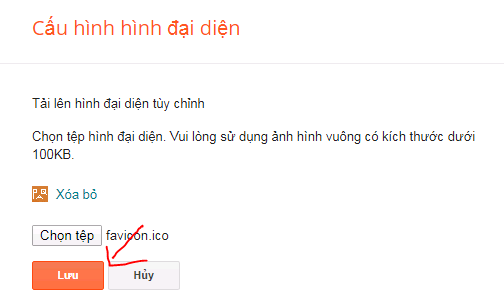 Cấu hình hình đại diện
Tải lên hình đại diện tùy chỉnh
Chọn tệp hình đại diện. Vui lòng sử dụng ảnh hình vuông có kích thước dưới
100KB.
Xóa bỏ
Chọn tệp favicon.ico
Lưu Hủy